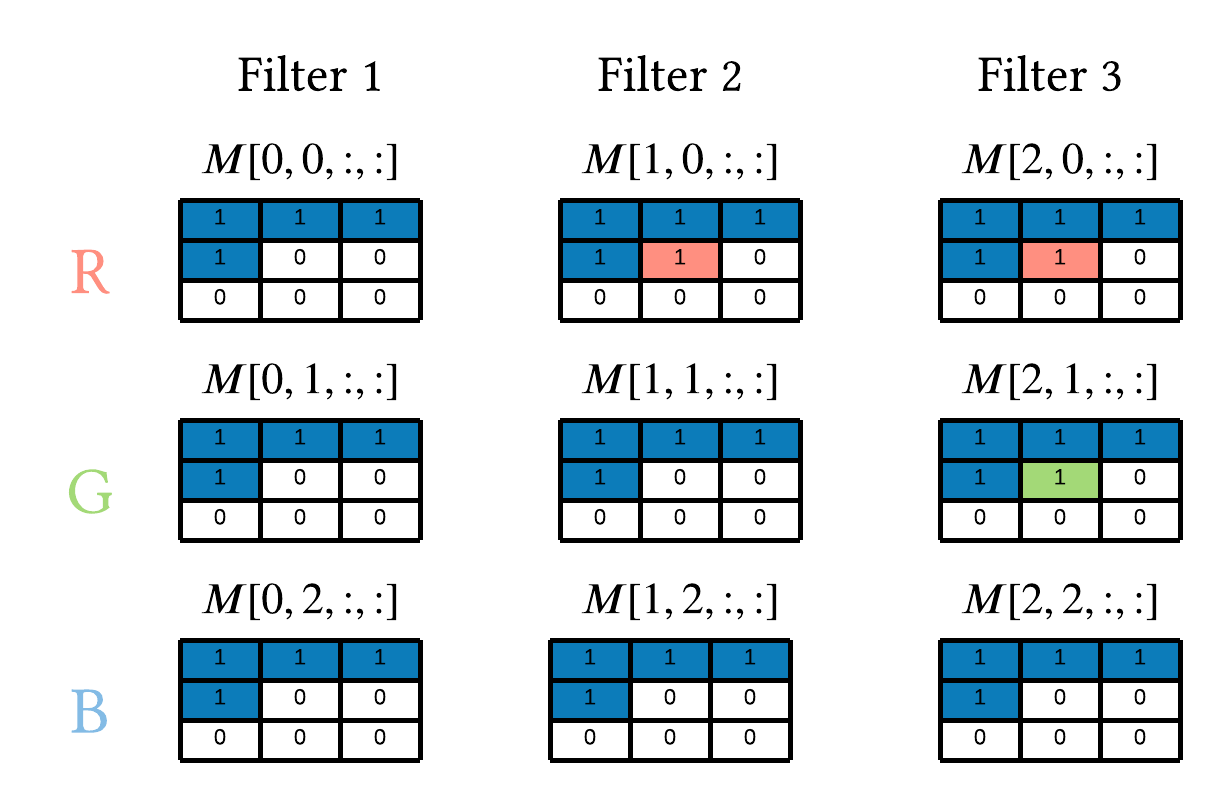 Filter 1 Filter 2 Filter 3
M[0, 0, :, :] M[1, 0, :, :] M[2, 0, :, :]
1 1 1 1 1 1 1 1 1
R 1 0 0 1 1 0 1 1 0
0 0 0 0 0 0 0 0 0
M[0, 1, :, :] M[1, 1, :, :] M[2, 1, :, :]
1 1 1 1 1 1 1 1 1
G 1 0 0 1 0 0 1 1 0
0 0 0 0 0 0 0 0 0
M[0, 2, :, :] M[1, 2, :, :] M[2, 2, :, :]
1 1 1 1 1 1 1 1 1
B 1 0 0 1 0 0 1 0 0
0 0 0 0 0 0 0 0 0